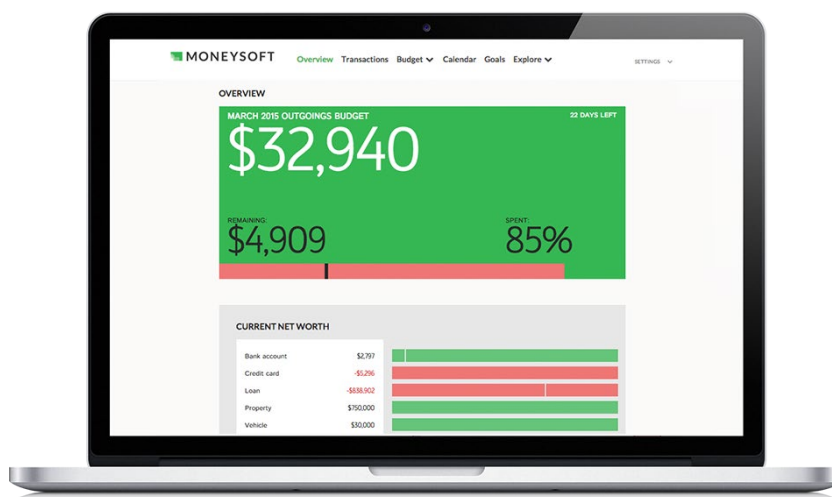 MONEYSOFT Overview Transactions Budget Calendar Goals Explore SETTINGS
OVERVIEW
MARCH 2015 OUTGOINGS BUDGET 22 DAYS LEFT
$32,940
REMAINING: SPENT:
$4,909 85%
CURRENT NET WORTH
Bank account $2,797
Credit card -$5,296
Loan -$838,902
Property $750,000
Vehicle $30,000